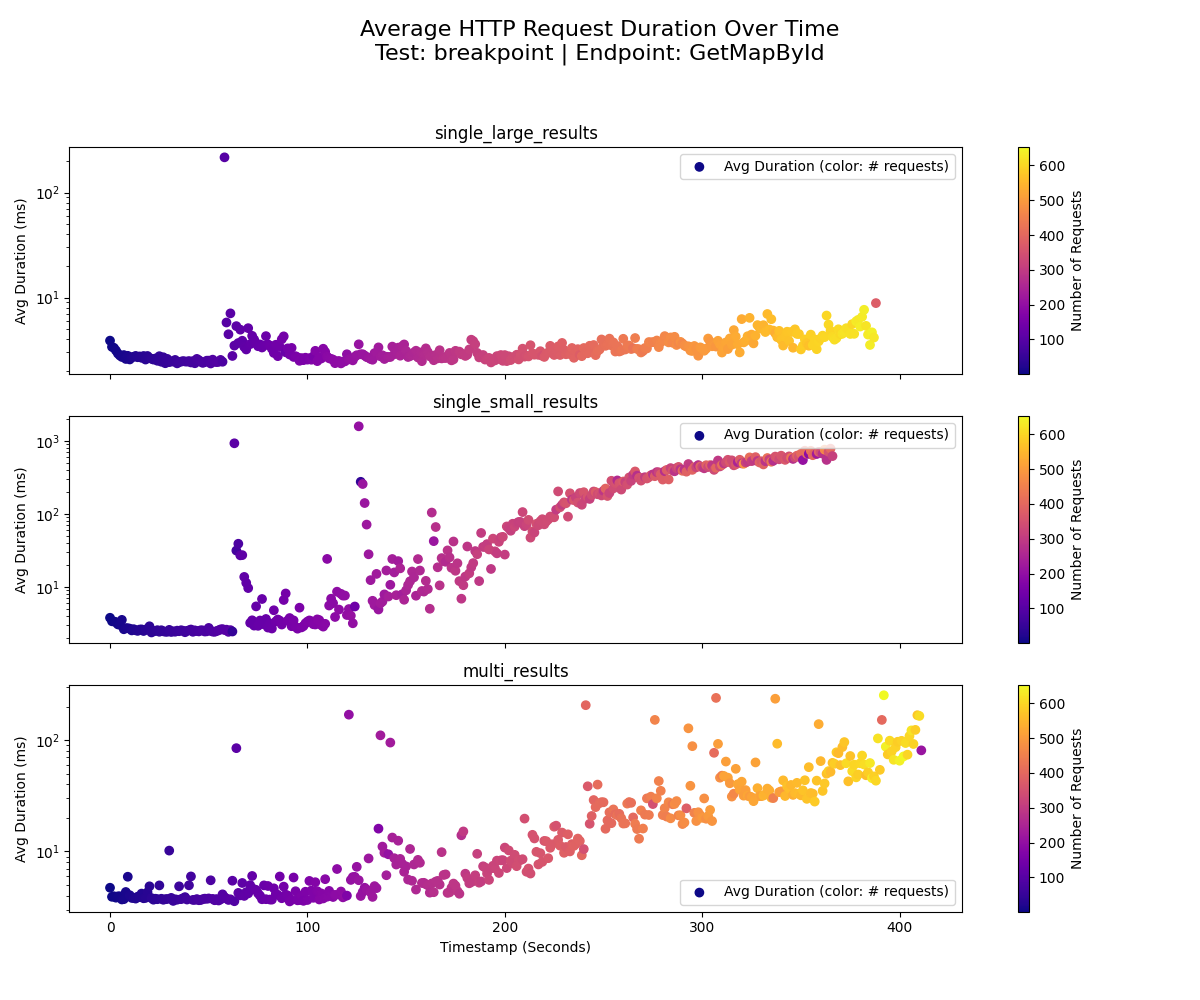 Average HTTP Request Duration Over Time
Test: breakpoint | Endpoint: GetMapById
single_large_results
Avg Duration (color: # requests)
Avg Duration (ms)
10²
10¹
600
500
400
300
200
100
Number of Requests
single_small_results
Avg Duration (color: # requests)
Avg Duration (ms)
10³
10²
10¹
600
500
400
300
200
100
Number of Requests
multi_results
Avg Duration (color: # requests)
Avg Duration (ms)
10²
10¹
0 100 200 300 400
Timestamp (Seconds)
600
500
400
300
200
100
Number of Requests